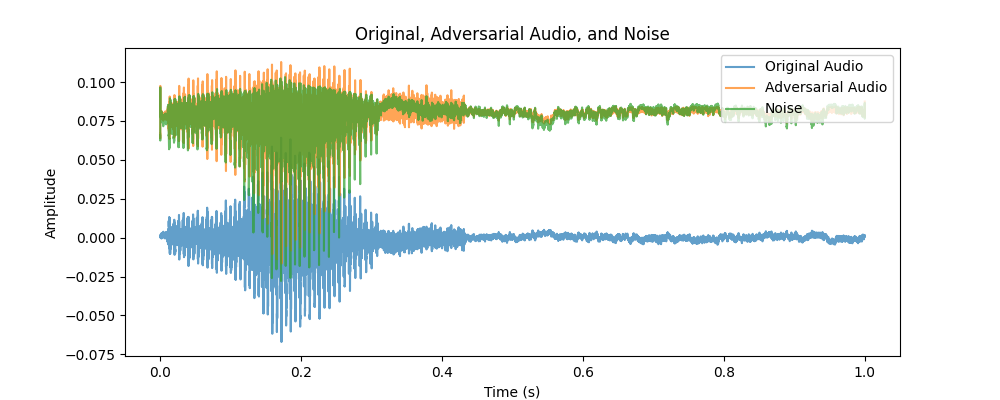 Original, Adversarial Audio, and Noise
Original Audio
Adversarial Audio
Noise
Amplitude
0.100
0.075
0.050
0.025
0.000
−0.025
−0.050
−0.075
0.0
0.2
0.4
0.6
0.8
1.0
Time (s)